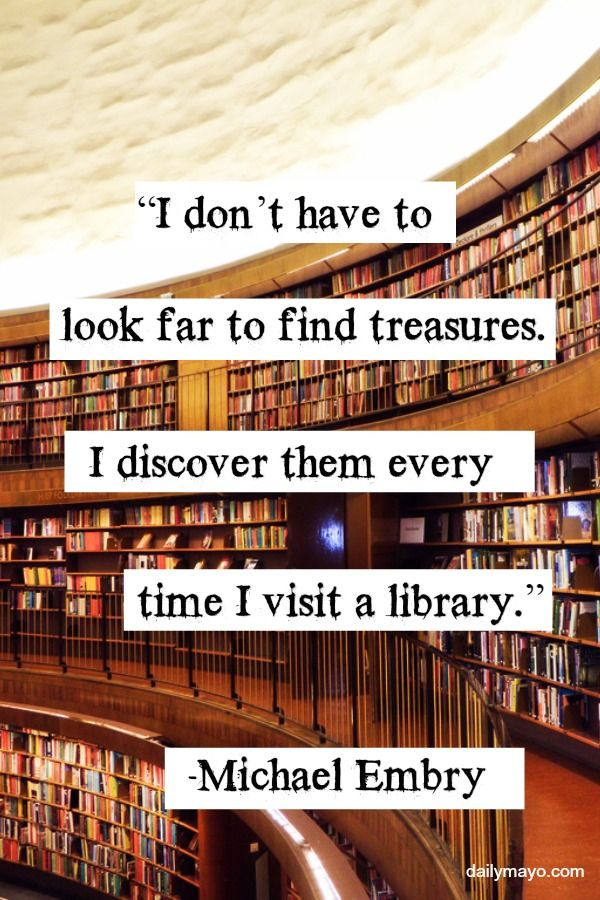 “I don’t have to
look far to find treasures.
I discover them every
time I visit a library.”
-Michael Embry
dailymayo.com